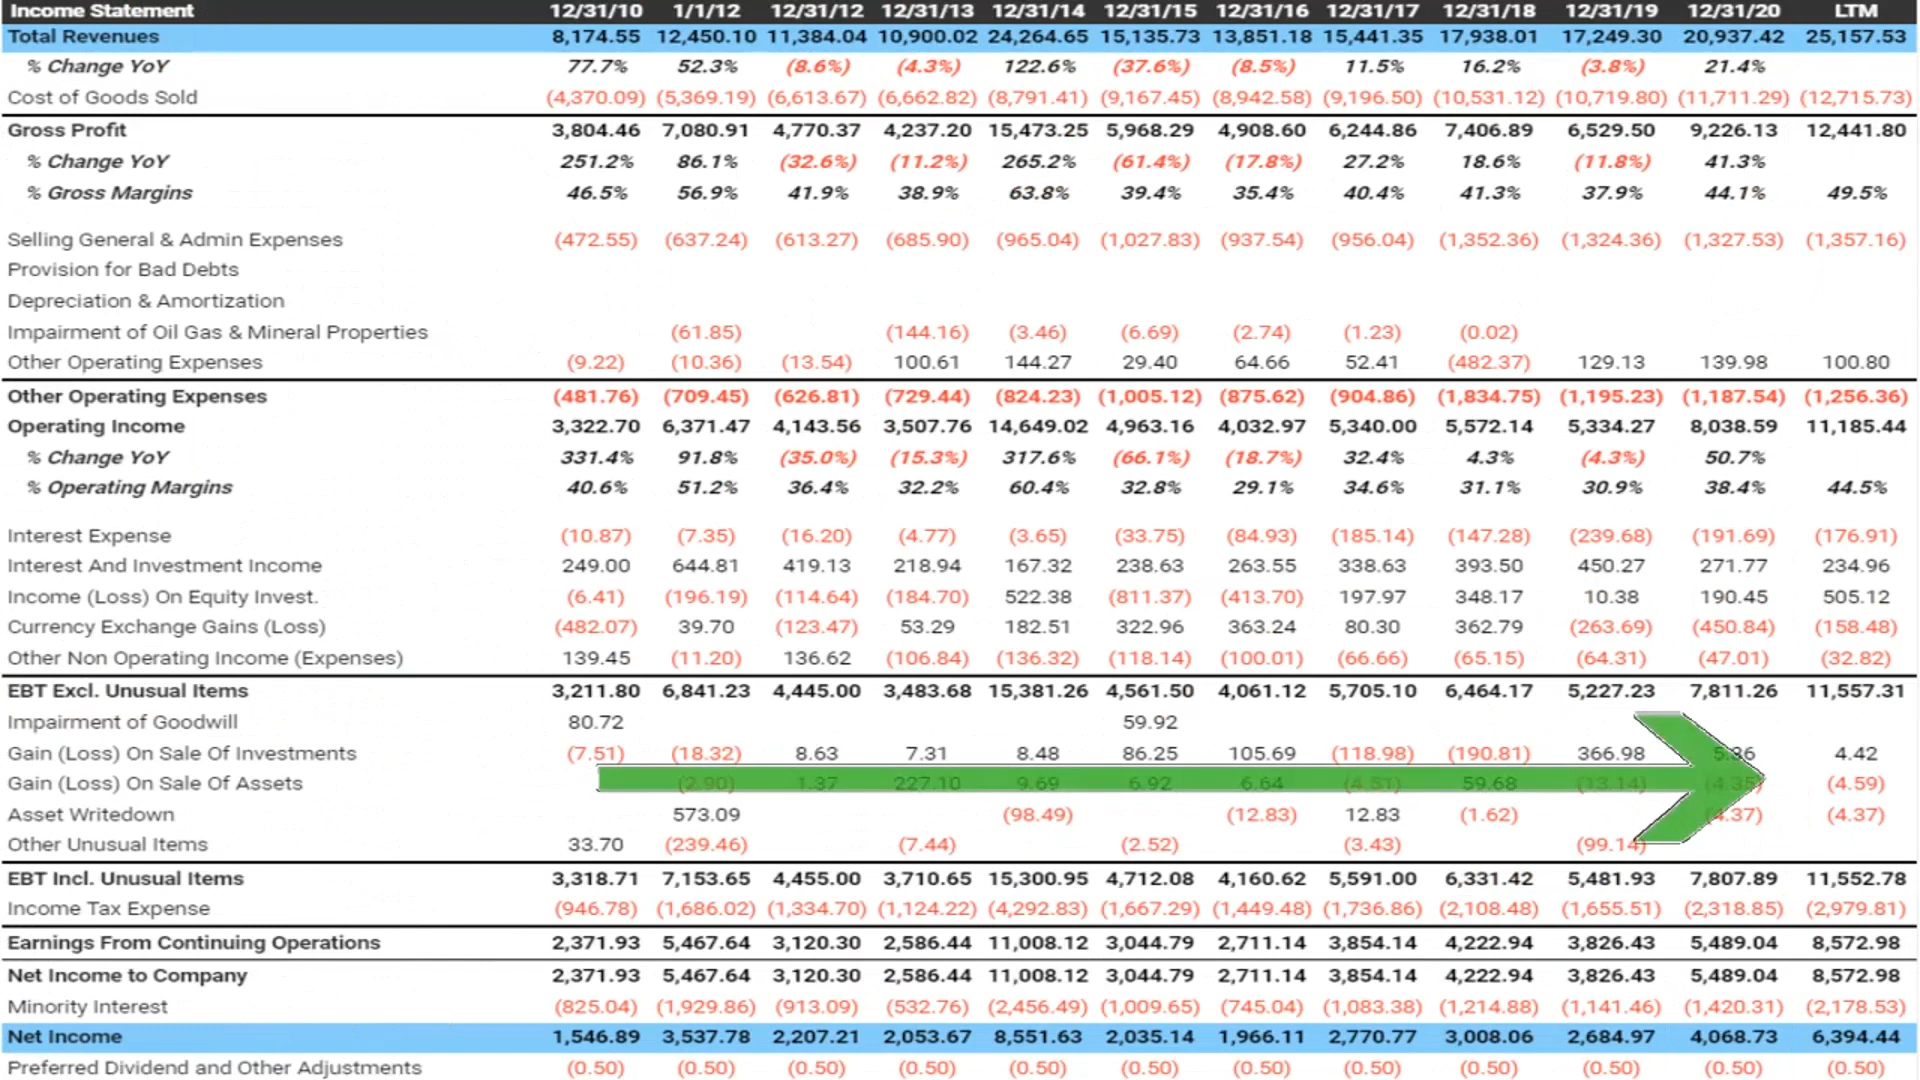 Income Statement 12/31/10 1/1/12 12/31/12 12/31/13 12/31/14 12/31/15 12/31/16 12/31/17 12/31/18 12/31/19 12/31/20 LTM
Total Revenues 8,174.55 12,450.10 11,384.04 10,900.02 24,264.65 15,135.73 13,851.18 15,441.35 17,938.01 17,249.30 20,937.42 25,157.53
% Change YoY 77.7% 52.3% (8.6%) (4.3%) 122.6% (37.6%) (8.5%) 11.5% 16.2% (3.8%) 21.4%
Cost of Goods Sold (4,370.09) (5,369.19) (6,613.67) (6,662.82) (8,791.41) (9,167.45) (8,942.58) (9,196.50) (10,531.12) (10,719.80) (11,711.29) (12,715.73)
Gross Profit 3,804.46 7,080.91 4,770.37 4,237.20 15,473.25 5,968.29 4,908.60 6,244.86 7,406.89 6,529.50 9,226.13 12,441.80
% Change YoY 251.2% 86.1% (32.6%) (11.2%) 265.2% (61.4%) (17.8%) 27.2% 18.6% (11.8%) 41.3%
% Gross Margins 46.5% 56.9% 41.9% 38.9% 63.8% 39.4% 35.4% 40.4% 41.3% 37.9% 44.1% 49.5%
Selling General & Admin Expenses (472.55) (637.24) (613.27) (685.90) (965.04) (1,027.83) (937.54) (956.04) (1,352.36) (1,324.36) (1,327.53) (1,357.16)
Provision for Bad Debts
Depreciation & Amortization
Impairment of Oil Gas & Mineral Properties (61.85) (144.16) (3.46) (6.69) (2.74) (1.23) (0.02)
Other Operating Expenses (9.22) (10.36) (13.54) 100.61 144.27 29.40 64.66 52.41 (482.37) 129.13 139.98 100.80
Other Operating Expenses (481.76) (709.45) (626.81) (729.44) (824.23) (1,005.12) (875.62) (904.86) (1,834.75) (1,195.23) (1,187.54) (1,256.36)
Operating Income 3,322.70 6,371.47 4,143.56 3,507.76 14,649.02 4,963.16 4,032.97 5,340.00 5,572.14 5,334.27 8,038.59 11,185.44
% Change YoY 331.4% 91.8% (35.0%) (15.3%) 317.6% (66.1%) (18.7%) 32.4% 4.3% (4.3%) 50.7%
% Operating Margins 40.6% 51.2% 36.4% 32.2% 60.4% 32.8% 29.1% 34.6% 31.1% 30.9% 38.4% 44.5%
Interest Expense (10.87) (7.35) (16.20) (4.77) (3.65) (33.75) (84.93) (185.14) (147.28) (239.68) (191.69) (176.91)
Interest And Investment Income 249.00 644.81 419.13 218.94 167.32 238.63 263.55 338.63 393.50 450.27 271.77 234.96
Income (Loss) On Equity Invest. (6.41) (196.19) (114.64) (184.70) 522.38 (811.37) (413.70) 197.97 348.17 10.38 190.45 505.12
Currency Exchange Gains (Loss) (482.07) 39.70 (123.47) 53.29 182.51 322.96 363.24 80.30 362.79 (263.69) (450.84) (158.48)
Other Non Operating Income (Expenses) 139.45 (11.20) 136.62 (106.84) (136.32) (118.14) (100.01) (66.66) (65.15) (64.31) (47.01) (32.82)
EBT Excl. Unusual Items 3,211.80 6,841.23 4,445.00 3,483.68 15,381.26 4,561.50 4,061.12 5,705.10 6,464.17 5,227.23 7,811.26 11,557.31
Impairment of Goodwill 80.72 59.92
Gain (Loss) On Sale Of Investments (7.51) (18.32) 8.63 7.31 8.48 86.25 105.69 (118.98) (190.81) 366.98 5.36 4.42
Gain (Loss) On Sale Of Assets (2.90) 1.37 227.10 9.69 6.92 6.64 (4.51) 59.68 (13.14) (4.35) (4.59)
Asset Writedown 573.09 (98.49) (12.83) 12.83 (1.62) (4.37) (4.37)
Other Unusual Items 33.70 (239.46) (7.44) (2.52) (3.43) (99.14)
EBT Incl. Unusual Items 3,318.71 7,153.65 4,455.00 3,710.65 15,300.95 4,712.08 4,160.62 5,591.00 6,331.42 5,481.93 7,807.89 11,552.78
Income Tax Expense (946.78) (1,686.02) (1,334.70) (1,124.22) (4,292.83) (1,667.29) (1,449.48) (1,736.86) (2,108.48) (1,655.51) (2,318.85) (2,979.81)
Earnings From Continuing Operations 2,371.93 5,467.64 3,120.30 2,586.44 11,008.12 3,044.79 2,711.14 3,854.14 4,222.94 3,826.43 5,489.04 8,572.98
Net Income to Company 2,371.93 5,467.64 3,120.30 2,586.44 11,008.12 3,044.79 2,711.14 3,854.14 4,222.94 3,826.43 5,489.04 8,572.98
Minority Interest (825.04) (1,929.86) (913.09) (532.76) (2,456.49) (1,009.65) (745.04) (1,083.38) (1,214.88) (1,141.46) (1,420.31) (2,178.53)
Net Income 1,546.89 3,537.78 2,207.21 2,053.67 8,551.63 2,035.14 1,966.11 2,770.77 3,008.06 2,684.97 4,068.73 6,394.44
Preferred Dividend and Other Adjustments (0.50) (0.50) (0.50) (0.50) (0.50) (0.50) (0.50) (0.50) (0.50) (0.50) (0.50) (0.50)